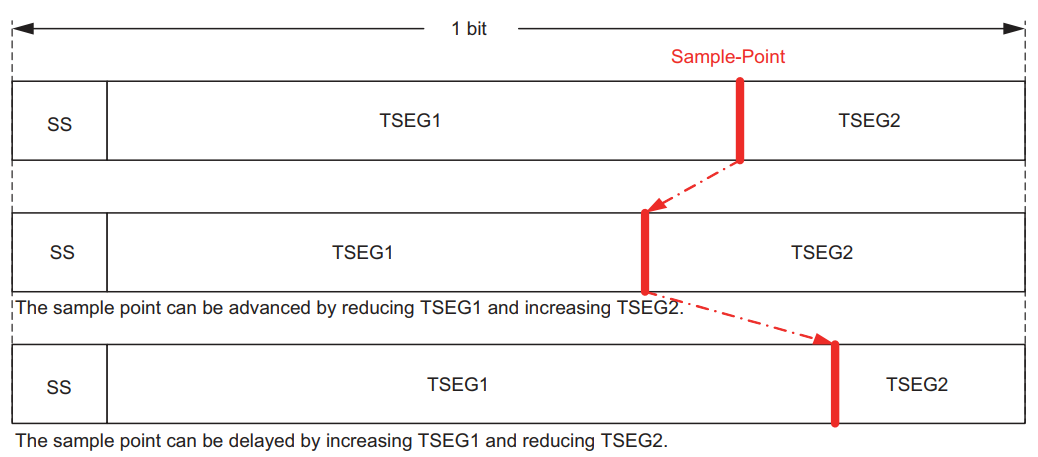 1 bit
Sample-Point
SS TSEG1 TSEG2
SS TSEG1 TSEG2
The sample point can be advanced by reducing TSEG1 and increasing TSEG2.
SS TSEG1 TSEG2
The sample point can be delayed by increasing TSEG1 and reducing TSEG2.